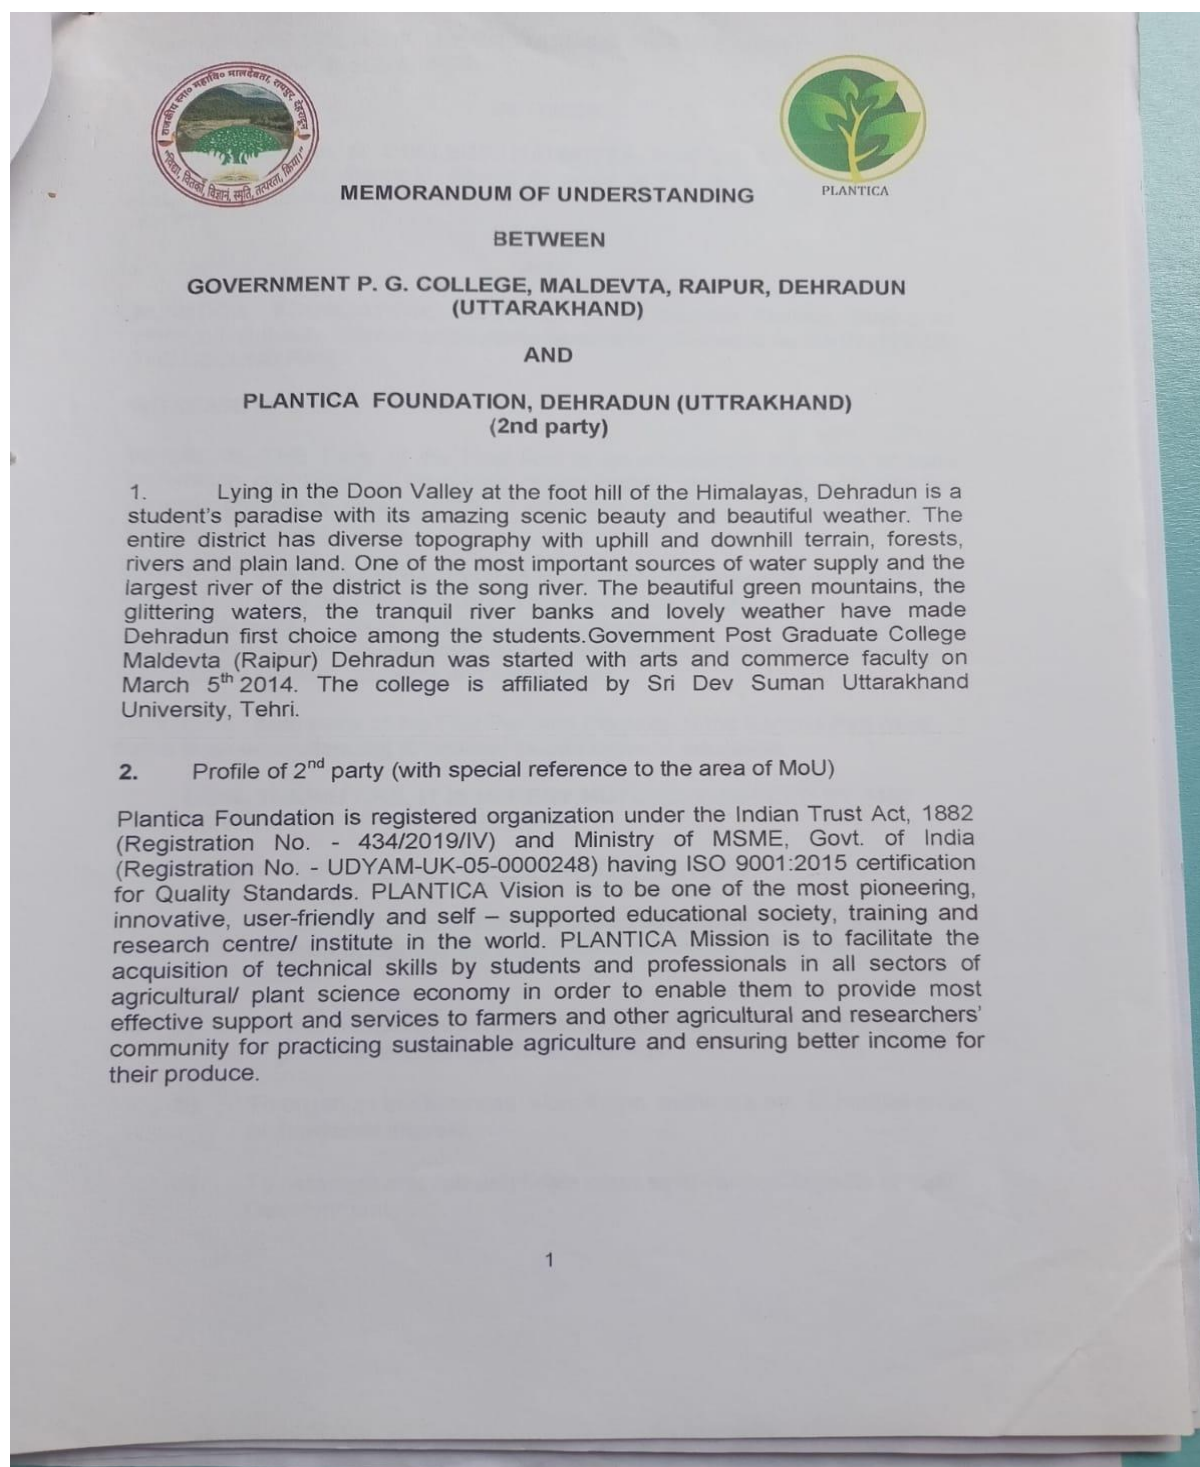 राजकीय स्ना० महावि० मालदेवता, रायपुर, देहरादून
"विद्या, वितर्को, विज्ञानं, स्मृति, तत्परता, क्रिया।"
PLANTICA
MEMORANDUM OF UNDERSTANDING
BETWEEN
GOVERNMENT P. G. COLLEGE, MALDEVTA, RAIPUR, DEHRADUN
(UTTARAKHAND)
AND
PLANTICA FOUNDATION, DEHRADUN (UTTRAKHAND)
(2nd party)
1. Lying in the Doon Valley at the foot hill of the Himalayas, Dehradun is a
student's paradise with its amazing scenic beauty and beautiful weather. The
entire district has diverse topography with uphill and downhill terrain, forests,
rivers and plain land. One of the most important sources of water supply and the
largest river of the district is the song river. The beautiful green mountains, the
glittering waters, the tranquil river banks and lovely weather have made
Dehradun first choice among the students.Government Post Graduate College
Maldevta (Raipur) Dehradun was started with arts and commerce faculty on
March 5th 2014. The college is affiliated by Sri Dev Suman Uttarakhand
University, Tehri.
2. Profile of 2nd party (with special reference to the area of MoU)
Plantica Foundation is registered organization under the Indian Trust Act, 1882
(Registration No. - 434/2019/IV) and Ministry of MSME, Govt. of India
(Registration No. - UDYAM-UK-05-0000248) having ISO 9001:2015 certification
for Quality Standards. PLANTICA Vision is to be one of the most pioneering,
innovative, user-friendly and self – supported educational society, training and
research centre/ institute in the world. PLANTICA Mission is to facilitate the
acquisition of technical skills by students and professionals in all sectors of
agricultural/ plant science economy in order to enable them to provide most
effective support and services to farmers and other agricultural and researchers'
community for practicing sustainable agriculture and ensuring better income for
their produce.
1